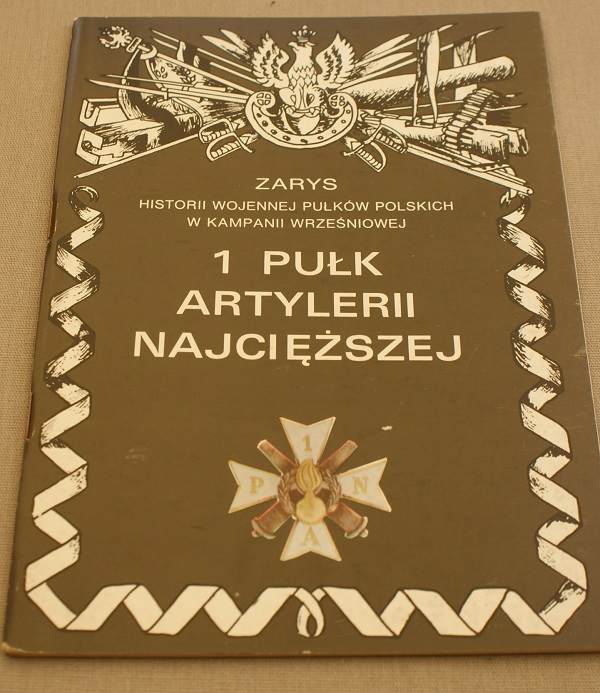 ZARYS
HISTORII WOJENNEJ PUŁKÓW POLSKICH
W KAMPANII WRZEŚNIOWEJ
1 PUŁK
ARTYLERII
NAJCIĘŻSZEJ
1
P N
A